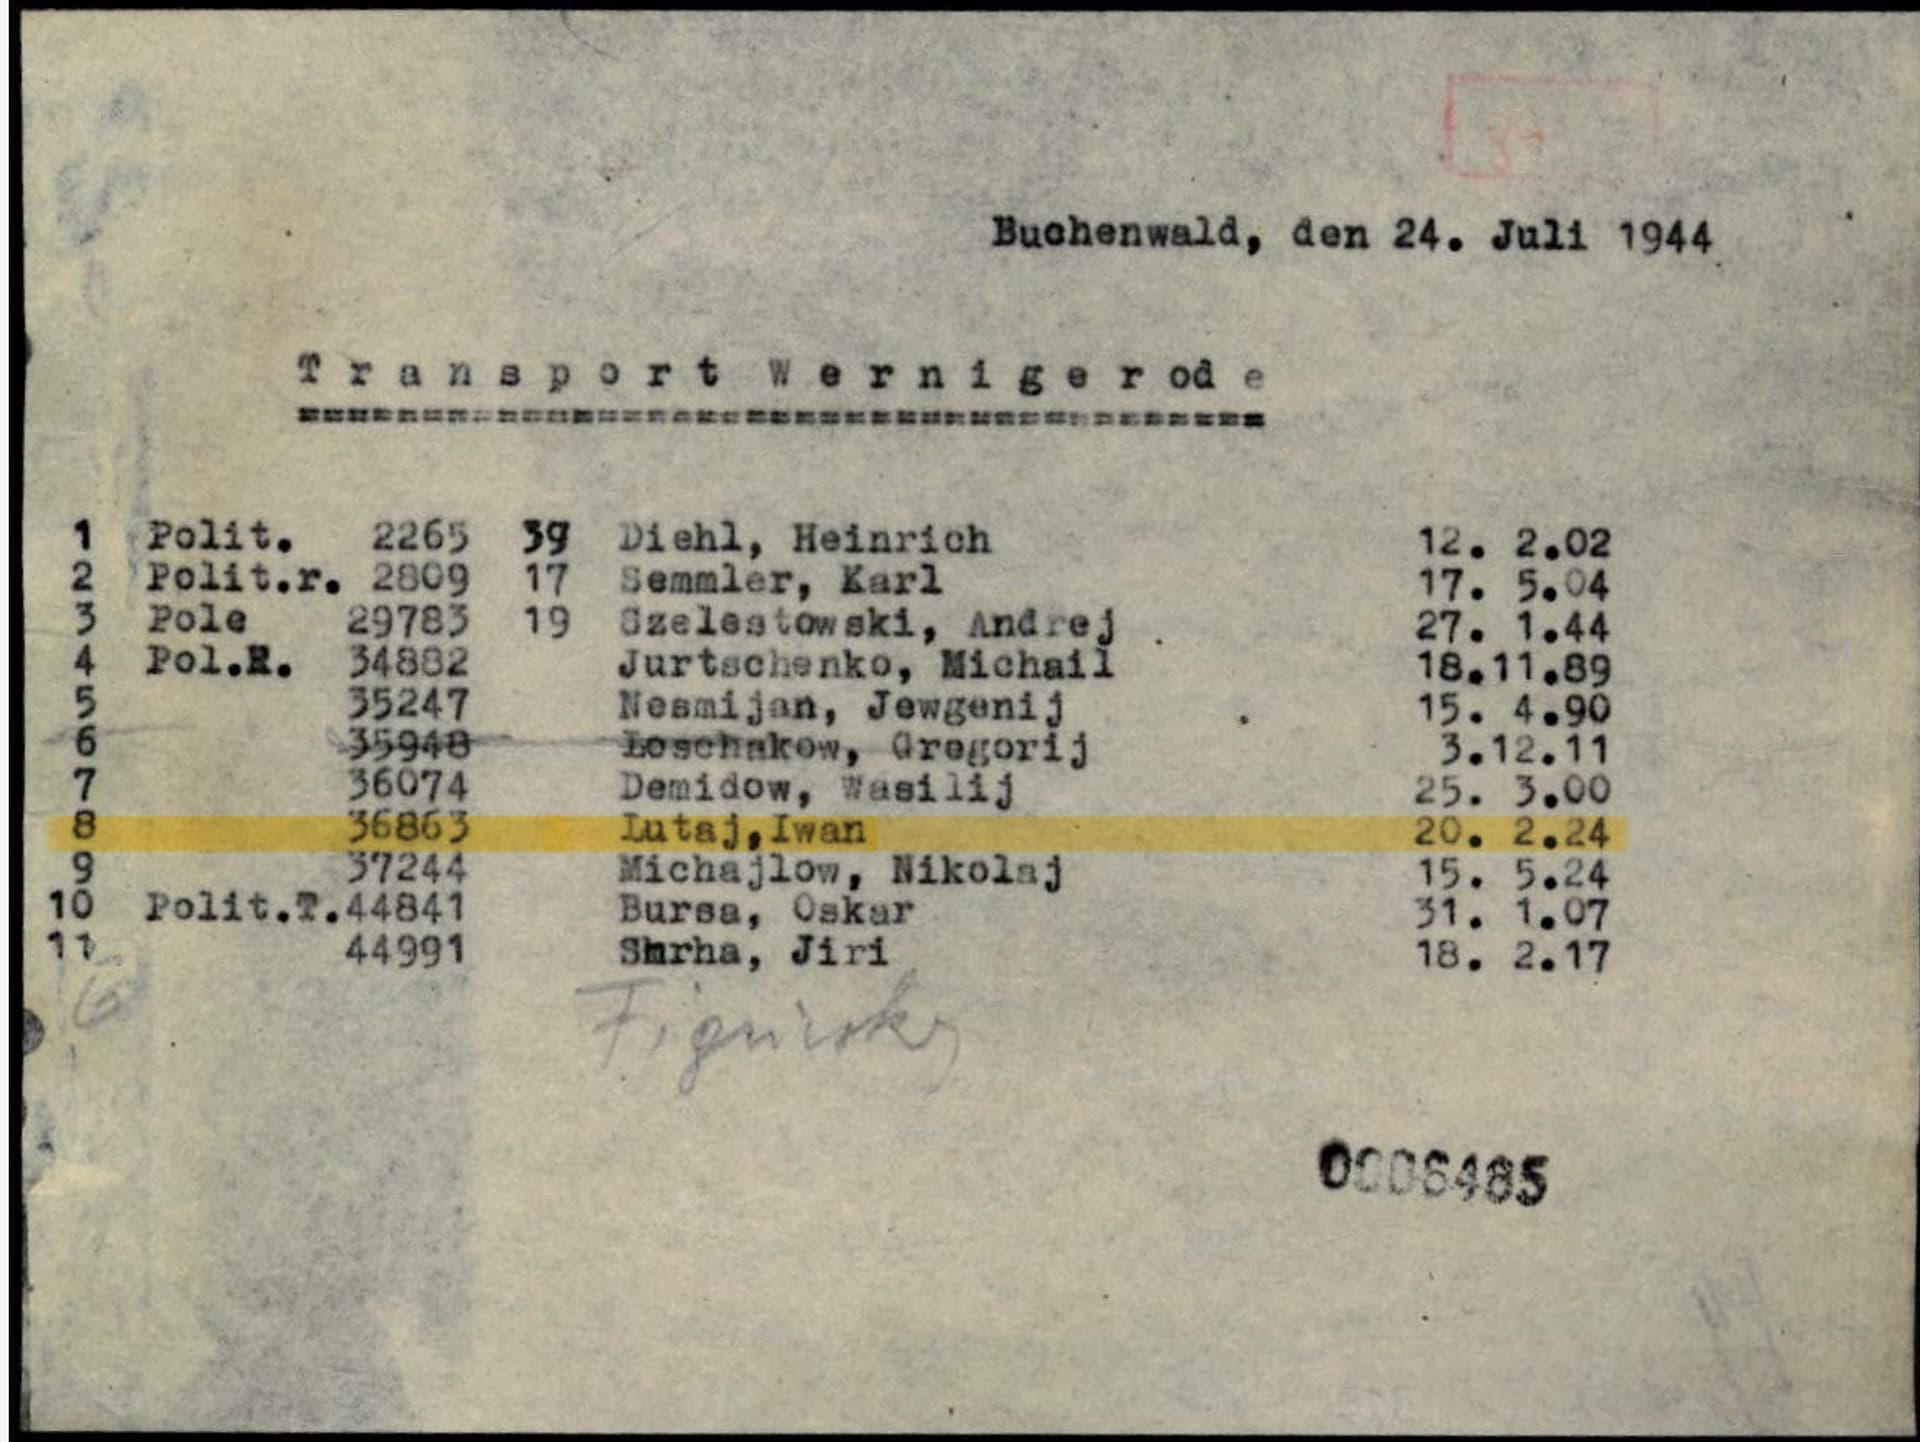 Buchenwald, den 24. Juli 1944
Transport Wernigerode
1 Polit. 2265 39 Diehl, Heinrich 12. 2.02
2 Polit.r. 2809 17 Semmler, Karl 17. 5.04
3 Pole 29783 19 Szelestowski, Andrej 27. 1.44
4 Pol.R. 34882 Jurtschenko, Michail 18.11.89
5 35247 Nesmijan, Jewgenij 15. 4.90
6 35948 Loschakow, Gregorij 3.12.11
7 36074 Demidow, Wasilij 25. 3.00
8 36863 Lutaj,Iwan 20. 2.24
9 37244 Michajlow, Nikolaj 15. 5.24
10 Polit.T. 44841 Bursa, Oskar 31. 1.07
11 44991 Jiri 18. 2.17
0006485